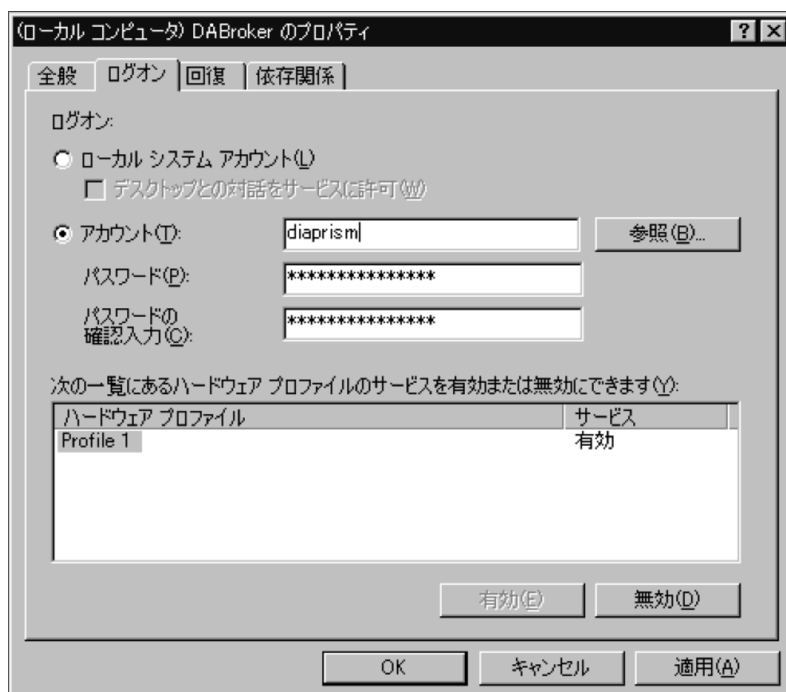 (ローカル コンピュータ) DABroker のプロパティ
全般 ログオン 回復 依存関係
ログオン:
ローカル システム アカウント(L)
デスクトップとの対話をサービスに許可(W)
アカウント(T): diaprism 参照(B)...
パスワード(P): ***************
パスワードの
確認入力(C): ***************
次の一覧にあるハードウェア プロファイルのサービスを有効または無効にできます(Y):
ハードウェア プロファイル サービス
Profile 1 有効
有効(E) 無効(D)
OK キャンセル 適用(A)